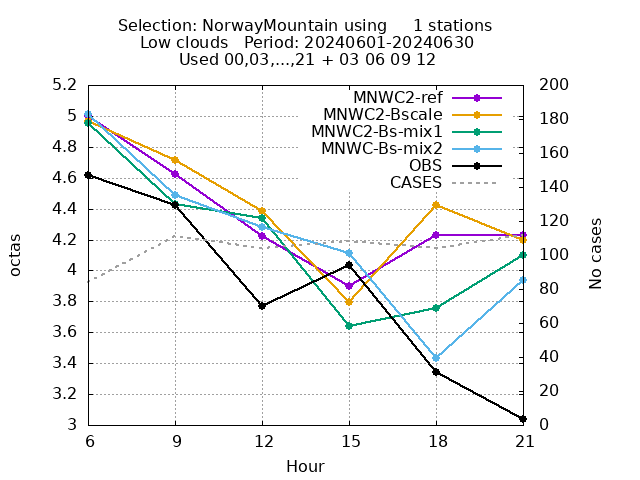 Selection: NorwayMountain using     1 stations
Low clouds   Period: 20240601-20240630
Used 00,03,...,21 + 03 06 09 12
MNWC2-ref
MNWC2-Bscale
MNWC2-Bs-mix1
MNWC-Bs-mix2
OBS
CASES
5.2
5
4.8
4.6
4.4
4.2
4
3.8
3.6
3.4
3.2
3
octas
200
180
160
140
120
100
80
60
40
20
0
No cases
6 9 12 15 18 21
Hour